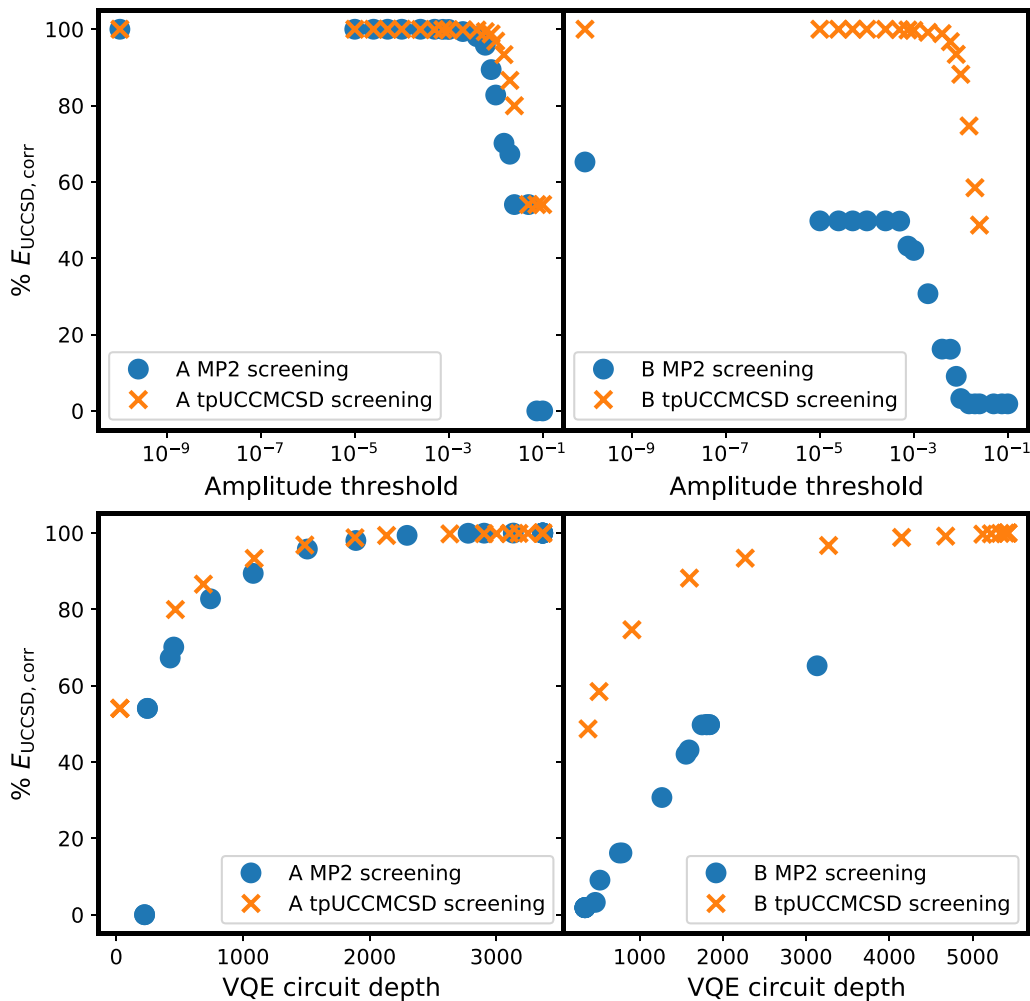 100
80
60
40
20
0
% E_UCCSD,corr
A MP2 screening
A tpUCCMCSD screening
10⁻⁹ 10⁻⁷ 10⁻⁵ 10⁻³ 10⁻¹
Amplitude threshold
B MP2 screening
B tpUCCMCSD screening
10⁻⁹ 10⁻⁷ 10⁻⁵ 10⁻³ 10⁻¹
Amplitude threshold
100
80
60
40
20
0
% E_UCCSD,corr
A MP2 screening
A tpUCCMCSD screening
0 1000 2000 3000
VQE circuit depth
B MP2 screening
B tpUCCMCSD screening
1000 2000 3000 4000 5000
VQE circuit depth